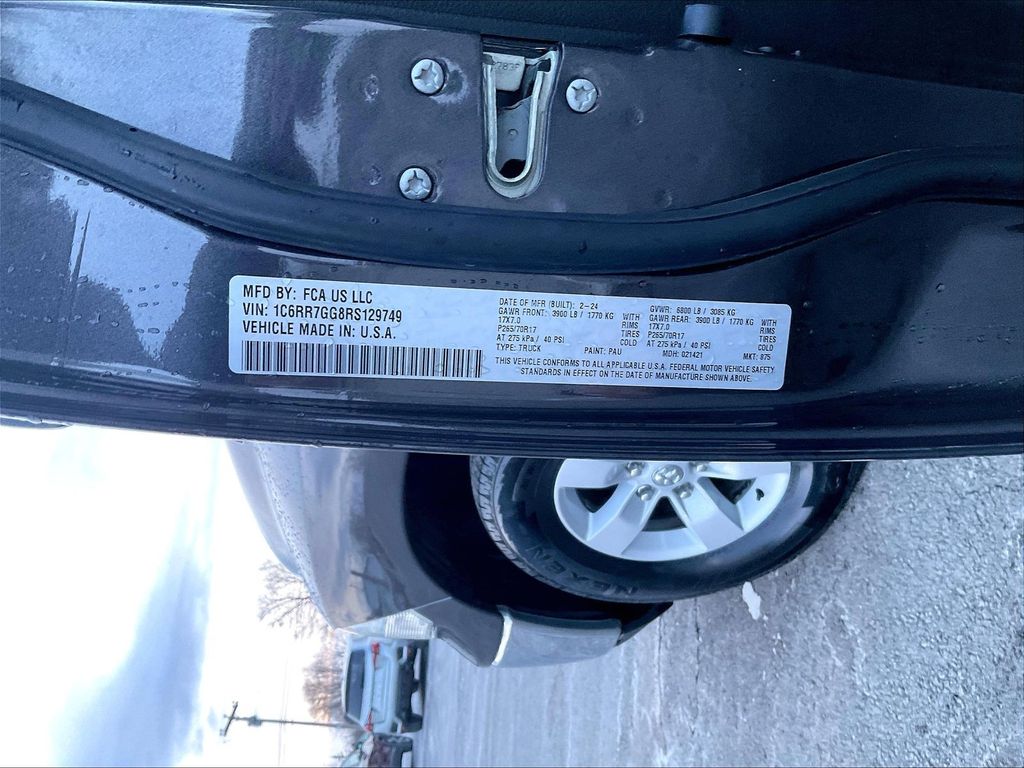 MFD BY: FCA US LLC
VIN: 1C6RR7GG8RS129749
VEHICLE MADE IN: U.S.A.
DATE OF MFR (BUILT): 2-24
GAWR FRONT: 3900 LB / 1770 KG WITH
17X7.0 RIMS
P265/70R17 TIRES
AT 275 kPa / 40 PSI COLD
TYPE: TRUCK PAINT: PAU
GVWR: 6800 LB / 3085 KG
GAWR REAR: 3900 LB / 1770 KG WITH
17X7.0 RIMS
P265/70R17 TIRES
AT 275 kPa / 40 PSI COLD
MDH: 021421 MKT: 875
THIS VEHICLE CONFORMS TO ALL APPLICABLE U.S.A. FEDERAL MOTOR VEHICLE SAFETY
STANDARDS IN EFFECT ON THE DATE OF MANUFACTURE SHOWN ABOVE.
NEXEN